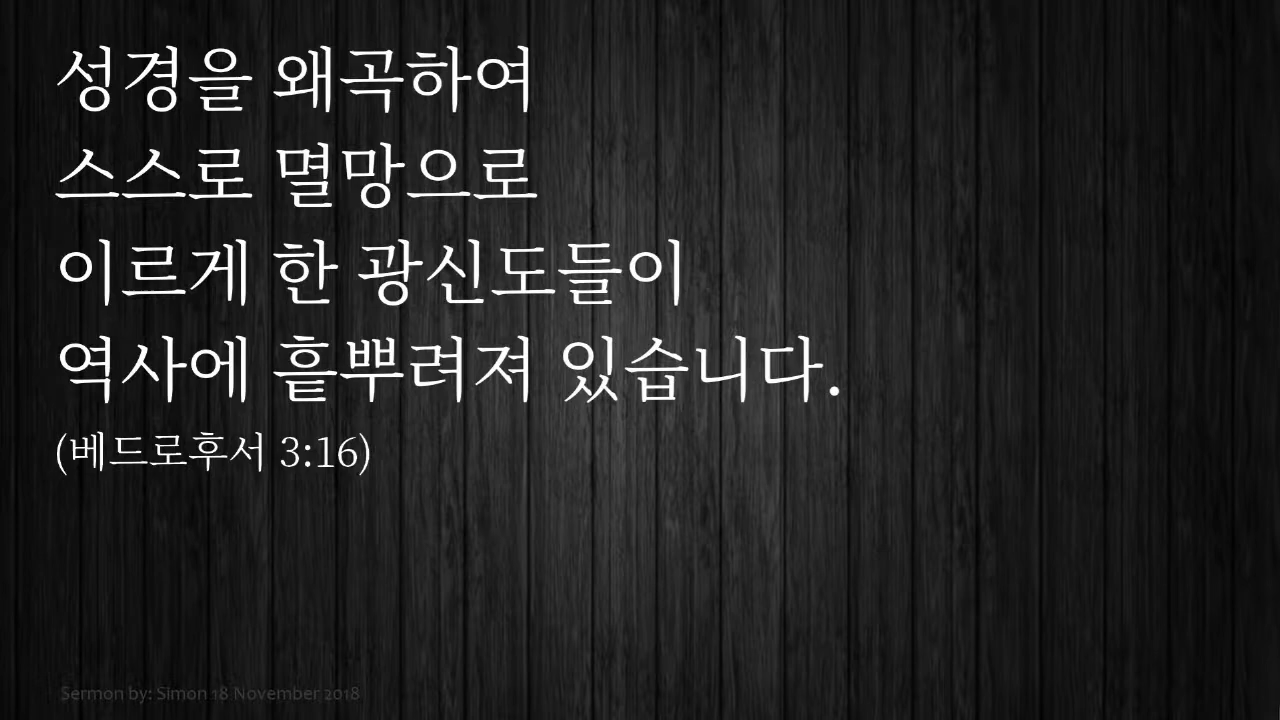 성경을 왜곡하여
스스로 멸망으로
이르게 한 광신도들이
역사에 흩뿌려져 있습니다.
(베드로후서 3:16)
Sermon by: Simon 18 November 2018